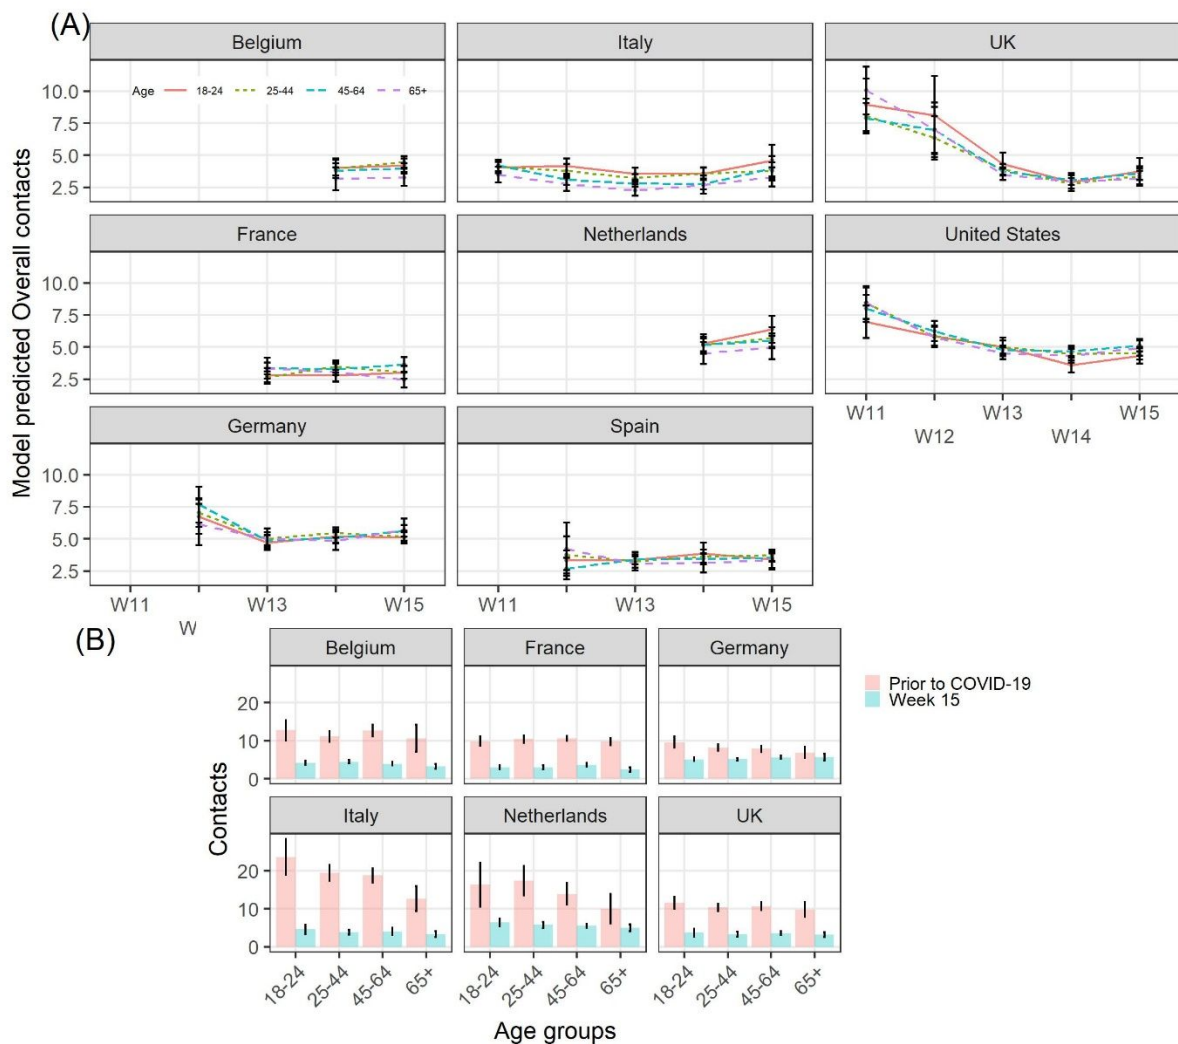 (A)
Belgium Italy UK
Age 18-24 25-44 45-64 65+
10.0
7.5
5.0
2.5
France Netherlands United States
10.0
7.5
5.0
2.5
W11 W13 W15
W12 W14
Germany Spain
10.0
7.5
5.0
2.5
W11 W13 W15 W11 W13 W15
W
Model predicted Overall contacts
(B)
Belgium France Germany
20
10
0
Prior to COVID-19
Week 15
Italy Netherlands UK
20
10
0
Contacts
18-24 25-44 45-64 65+ 18-24 25-44 45-64 65+ 18-24 25-44 45-64 65+
Age groups